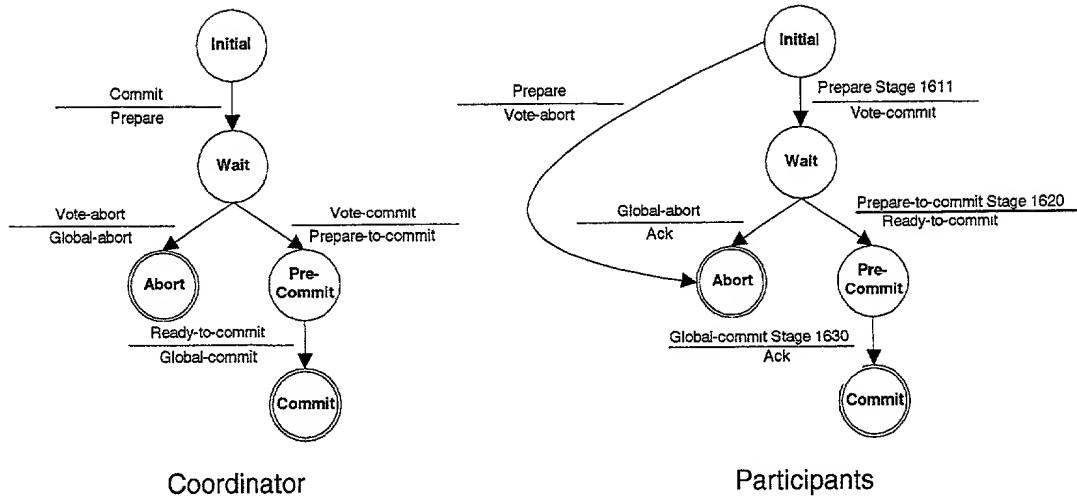 Initial
Commit
Prepare
Wait
Vote-abort
Global-abort
Vote-commit
Prepare-to-commit
Abort
Pre-
Commit
Ready-to-commit
Global-commit
Commit
Coordinator
Initial
Prepare
Vote-abort
Prepare Stage 1611
Vote-commit
Wait
Global-abort
Ack
Prepare-to-commit Stage 1620
Ready-to-commit
Abort
Pre-
Commit
Global-commit Stage 1630
Ack
Commit
Participants